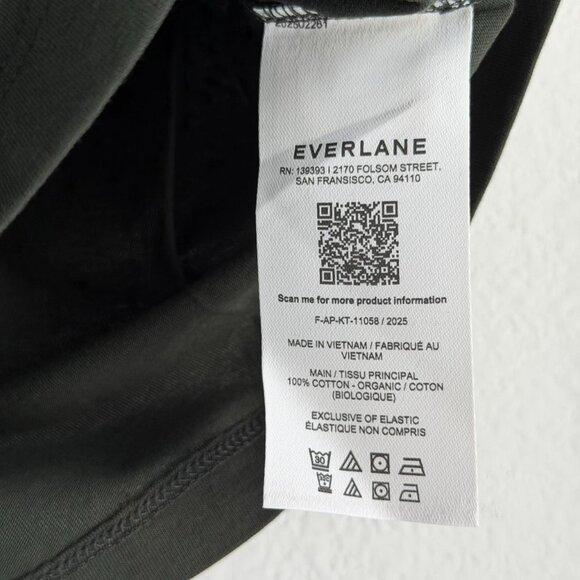 EVERLANE
RN: 139393 | 2170 FOLSOM STREET,
SAN FRANSISCO, CA 94110
Scan me for more product information
F-AP-KT-11058 / 2025
MADE IN VIETNAM / FABRIQUÉ AU
VIETNAM
MAIN / TISSU PRINCIPAL
100% COTTON - ORGANIC / COTON
(BIOLOGIQUE)
EXCLUSIVE OF ELASTIC
ÉLASTIQUE NON COMPRIS
30